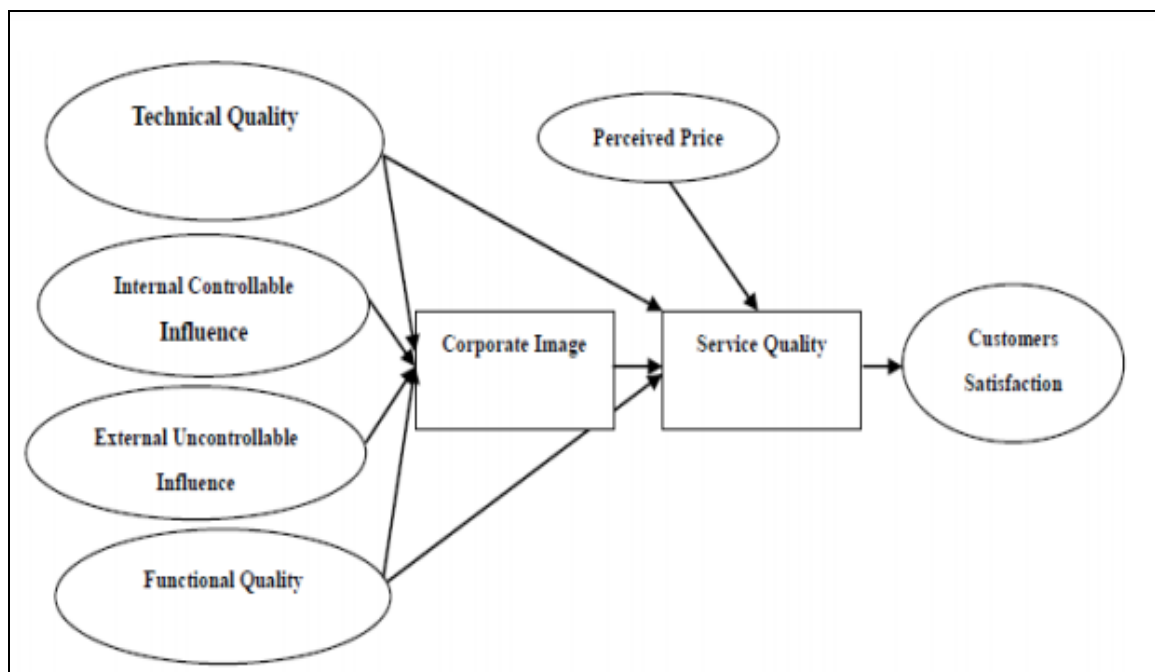 Technical Quality
Perceived Price
Internal Controllable
Influence
Corporate Image
Service Quality
Customers
Satisfaction
External Uncontrollable
Influence
Functional Quality